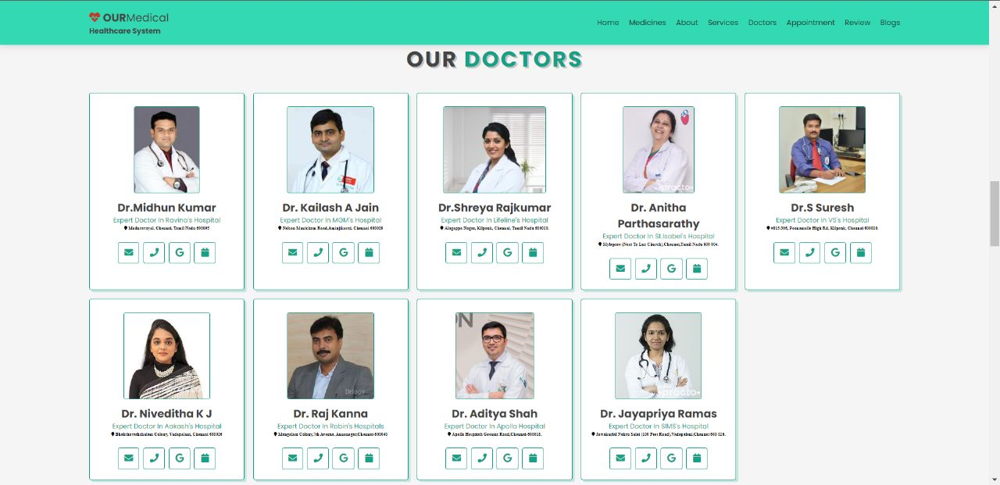 OURMedical
Healthcare System
Home Medicines About Services Doctors Appointment Review Blogs
OUR DOCTORS
Dr.Midhun Kumar
Expert Doctor In Ravina's Hospital
Maduravoyal, Chennai, Tamil Nadu 600095
Dr. Kailash A Jain
Expert Doctor In MGM's Hospital
Nelson Manickam Road,Aminjikarai, Chennai 600029
Dr.Shreya Rajkumar
Expert Doctor In Lifeline's Hospital
Alagappa Nagar, Kilpauk, Chennai, Tamil Nadu 600010.
practo
Dr. Anitha
Parthasarathy
Expert Doctor In St.Isabel's Hospital
Mylapore (Next To Luz Church),Chennai,Tamil Nadu 600 004.
Dr.S Suresh
Expert Doctor In VS's Hospital
#815/306, Poonamalle High Rd, Kilpauk, Chennai 600010.
Dr. Niveditha K J
Expert Doctor In Aakash's Hospital
Colony, Vadapalani, Chennai 600026
Drlogy
Dr. Raj Kanna
Expert Doctor In Robin's Hospitals
Mangalam Colony, Avenue, Annanagar,Chennai-600040
ON
Dr. Aditya Shah
Expert Doctor In Apollo Hospital
Apollo Hospitals Greams Road,Chennai-
practo
Dr. Jayapriya Ramas
Expert Doctor In SIMS's Hospital
Jawaharlal Nehru Salai (100 Feet Road),Vadapalani,Chennai 600 026.